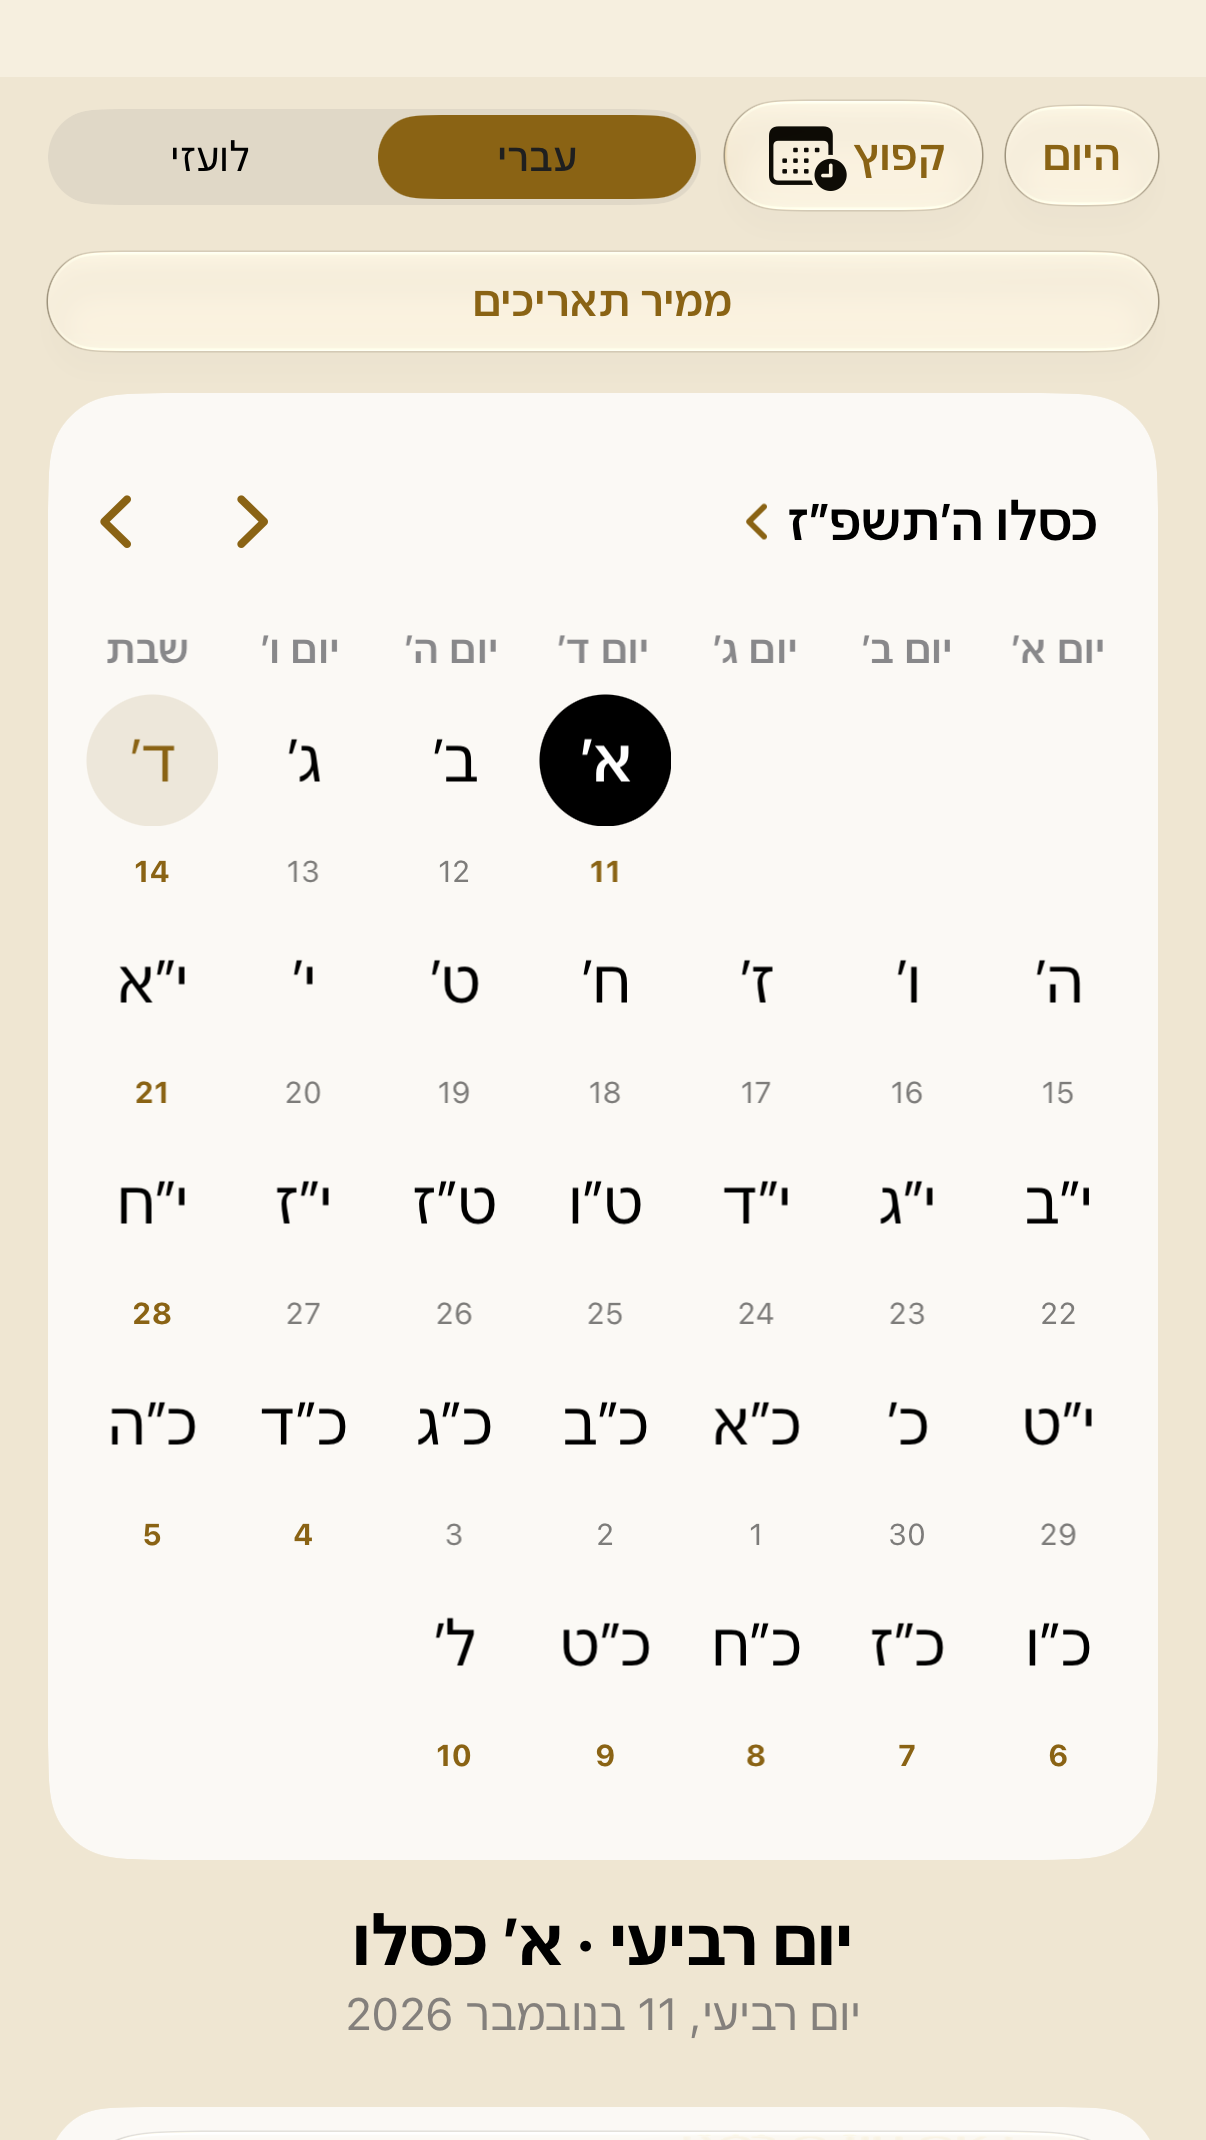 היום קפוץ עברי לועזי
ממיר תאריכים
כסלו ה׳תשפ״ז
יום א׳ יום ב׳ יום ג׳ יום ד׳ יום ה׳ יום ו׳ שבת
א׳ ב׳ ג׳ ד׳
11 12 13 14
ה׳ ו׳ ז׳ ח׳ ט׳ י׳ י״א
15 16 17 18 19 20 21
י״ב י״ג י״ד ט״ו ט״ז י״ז י״ח
22 23 24 25 26 27 28
י״ט כ׳ כ״א כ״ב כ״ג כ״ד כ״ה
29 30 1 2 3 4 5
כ״ו כ״ז כ״ח כ״ט ל׳
6 7 8 9 10
יום רביעי · א׳ כסלו
יום רביעי, 11 בנובמבר 2026